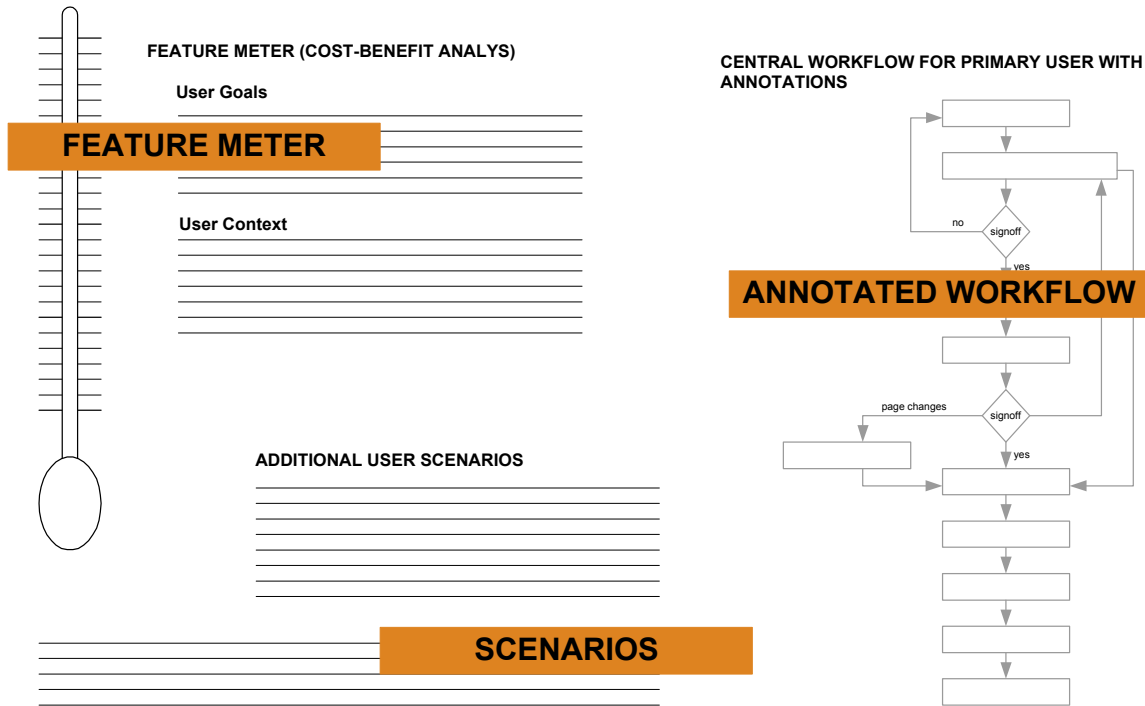 FEATURE METER (COST-BENEFIT ANALYS)
User Goals
FEATURE METER
User Context
ADDITIONAL USER SCENARIOS
SCENARIOS
CENTRAL WORKFLOW FOR PRIMARY USER WITH
ANNOTATIONS
no
signoff
yes
ANNOTATED WORKFLOW
page changes
signoff
yes